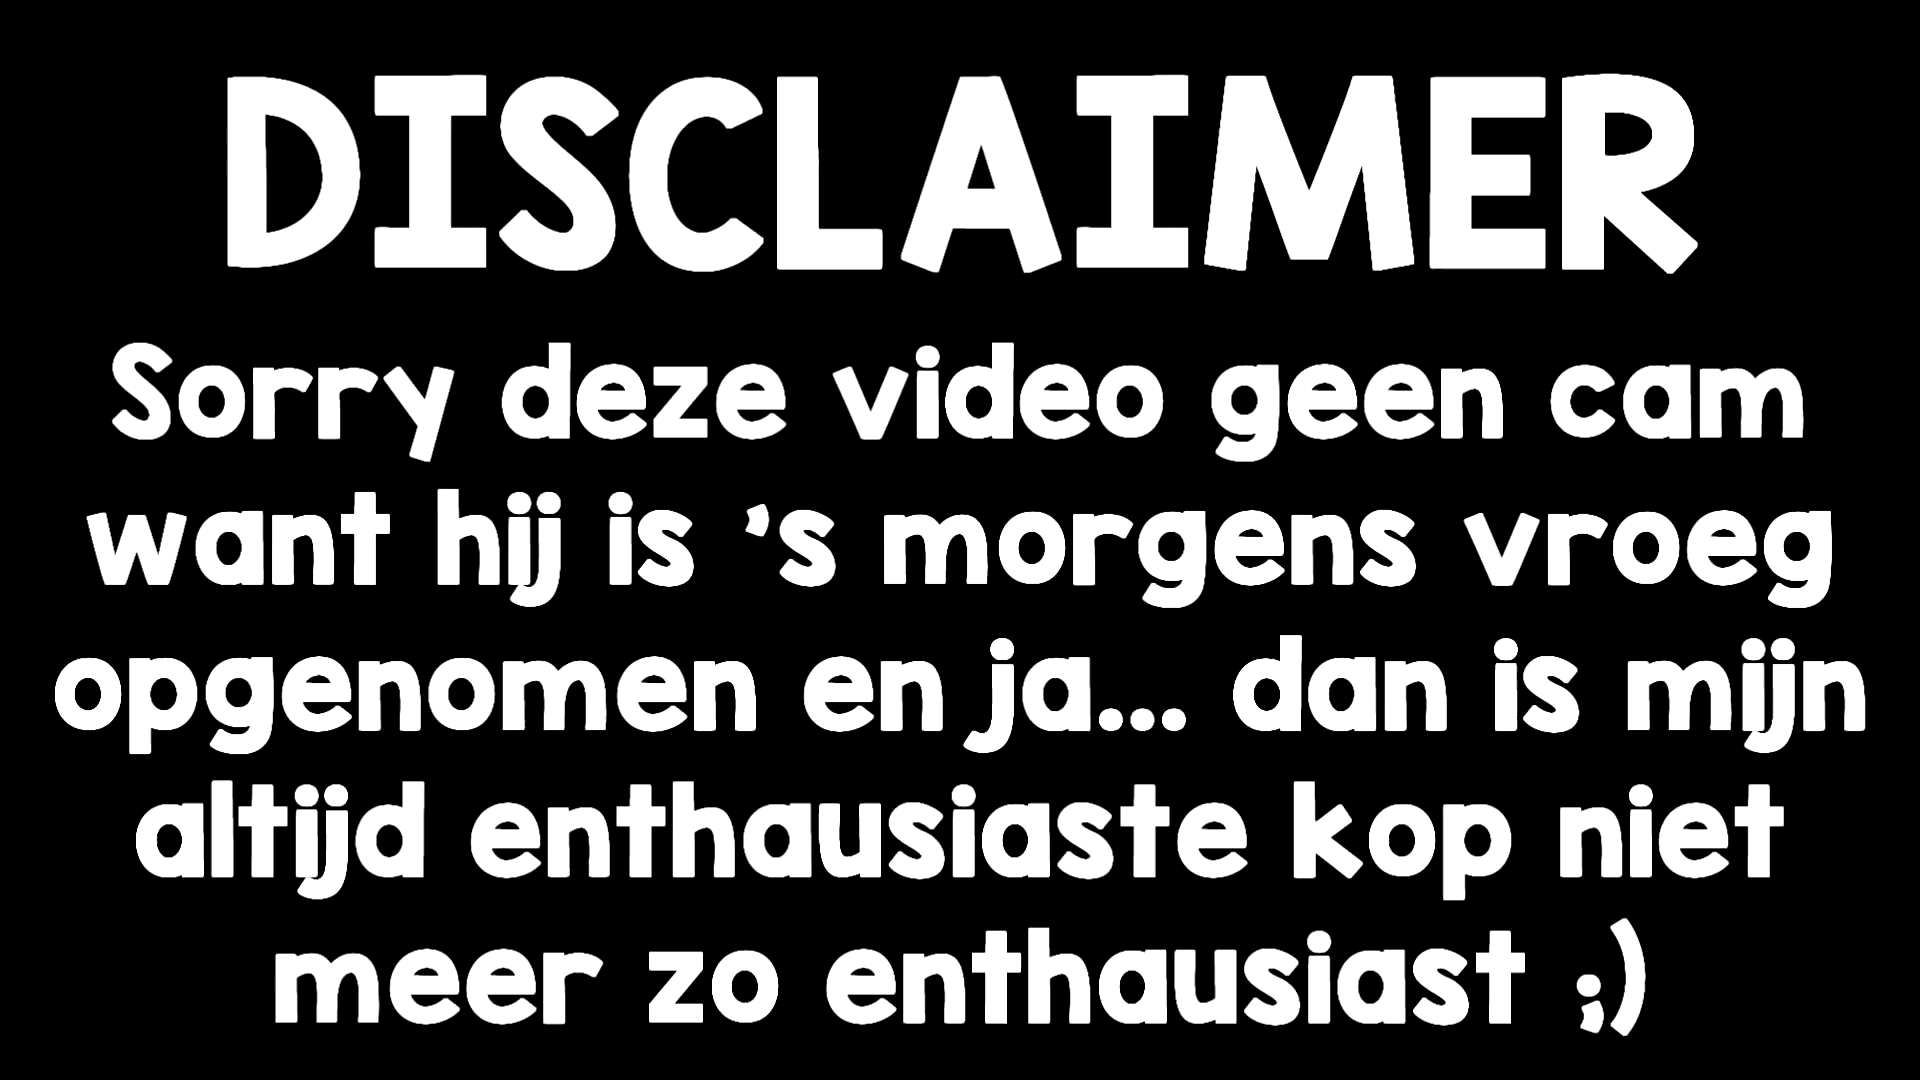 DISCLAIMER
Sorry deze video geen cam
want hij is 's morgens vroeg
opgenomen en ja... dan is mijn
altijd enthausiaste kop niet
meer zo enthausiast ;)